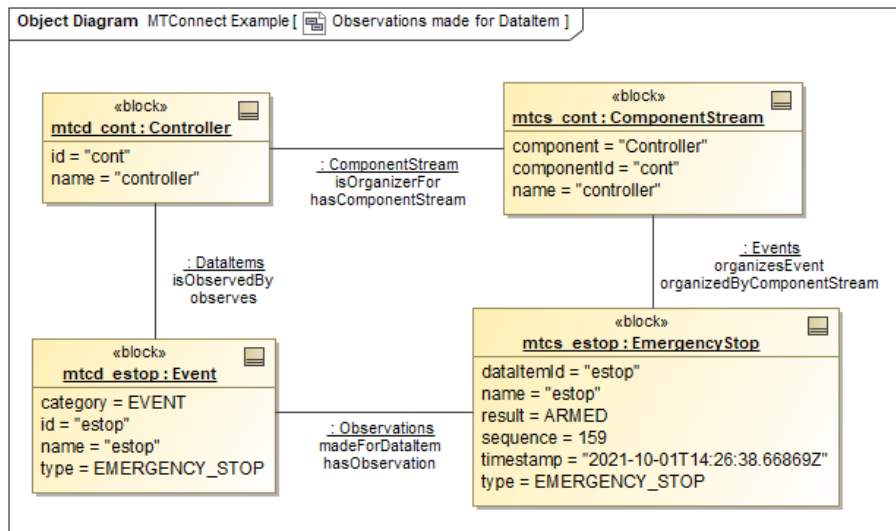 Object Diagram MTConnect Example [ Observations made for DataItem ]
«block»
mtcd_cont : Controller
id = "cont"
name = "controller"
«block»
mtcs_cont : ComponentStream
component = "Controller"
componentId = "cont"
name = "controller"
: ComponentStream
isOrganizerFor
hasComponentStream
: DataItems
isObservedBy
observes
: Events
organizesEvent
organizedByComponentStream
«block»
mtcd_estop : Event
category = EVENT
id = "estop"
name = "estop"
type = EMERGENCY_STOP
: Observations
madeForDataItem
hasObservation
«block»
mtcs_estop : EmergencyStop
dataItemId = "estop"
name = "estop"
result = ARMED
sequence = 159
timestamp = "2021-10-01T14:26:38.66869Z"
type = EMERGENCY_STOP